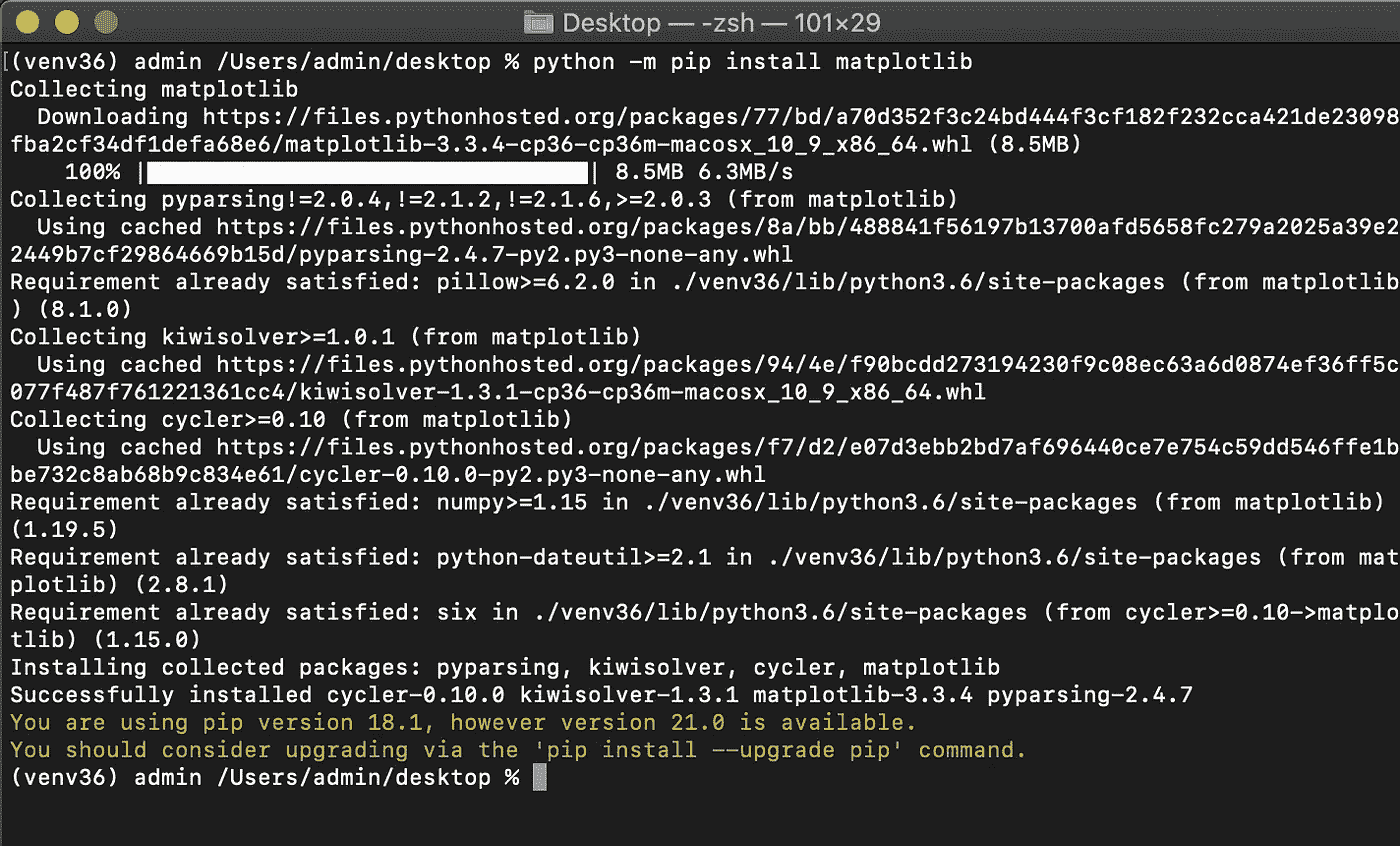 Desktop — -zsh — 101×29
(venv36) admin /Users/admin/desktop % python -m pip install matplotlib
Collecting matplotlib
  Downloading https://files.pythonhosted.org/packages/77/bd/a70d352f3c24bd444f3cf182f232cca421de23098
fba2cf34df1defa68e6/matplotlib-3.3.4-cp36-cp36m-macosx_10_9_x86_64.whl (8.5MB)
    100% |████████████████████████████████| 8.5MB 6.3MB/s
Collecting pyparsing!=2.0.4,!=2.1.2,!=2.1.6,>=2.0.3 (from matplotlib)
  Using cached https://files.pythonhosted.org/packages/8a/bb/488841f56197b13700afd5658fc279a2025a39e2
2449b7cf29864669b15d/pyparsing-2.4.7-py2.py3-none-any.whl
Requirement already satisfied: pillow>=6.2.0 in ./venv36/lib/python3.6/site-packages (from matplotlib
) (8.1.0)
Collecting kiwisolver>=1.0.1 (from matplotlib)
  Using cached https://files.pythonhosted.org/packages/94/4e/f90bcdd273194230f9c08ec63a6d0874ef36ff5c
077f487f761221361cc4/kiwisolver-1.3.1-cp36-cp36m-macosx_10_9_x86_64.whl
Collecting cycler>=0.10 (from matplotlib)
  Using cached https://files.pythonhosted.org/packages/f7/d2/e07d3ebb2bd7af696440ce7e754c59dd546ffe1b
be732c8ab68b9c834e61/cycler-0.10.0-py2.py3-none-any.whl
Requirement already satisfied: numpy>=1.15 in ./venv36/lib/python3.6/site-packages (from matplotlib)
(1.19.5)
Requirement already satisfied: python-dateutil>=2.1 in ./venv36/lib/python3.6/site-packages (from mat
plotlib) (2.8.1)
Requirement already satisfied: six in ./venv36/lib/python3.6/site-packages (from cycler>=0.10->matplo
tlib) (1.15.0)
Installing collected packages: pyparsing, kiwisolver, cycler, matplotlib
Successfully installed cycler-0.10.0 kiwisolver-1.3.1 matplotlib-3.3.4 pyparsing-2.4.7
You are using pip version 18.1, however version 21.0 is available.
You should consider upgrading via the 'pip install --upgrade pip' command.
(venv36) admin /Users/admin/desktop %